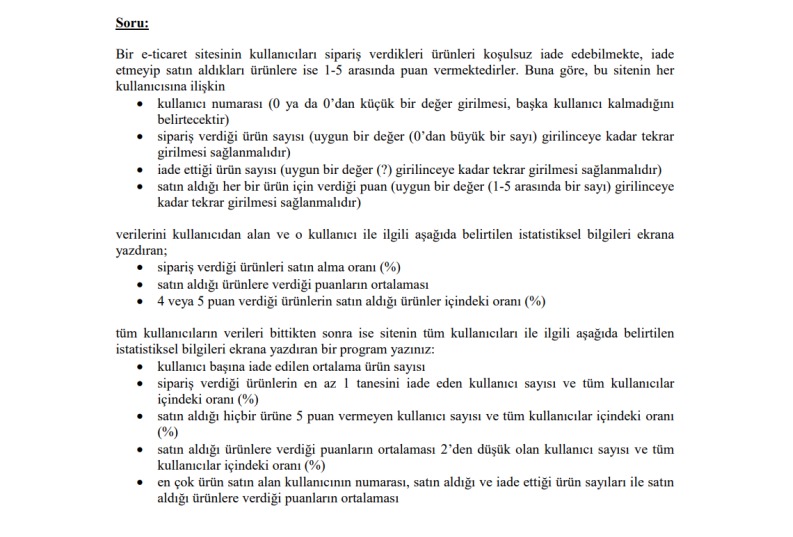 Soru:
Bir e-ticaret sitesinin kullanıcıları sipariş verdikleri ürünleri koşulsuz iade edebilmekte, iade
etmeyip satın aldıkları ürünlere ise 1-5 arasında puan vermektedirler. Buna göre, bu sitenin her
kullanıcısına ilişkin
• kullanıcı numarası (0 ya da 0’dan küçük bir değer girilmesi, başka kullanıcı kalmadığını
belirtecektir)
• sipariş verdiği ürün sayısı (uygun bir değer (0’dan büyük bir sayı) girilinceye kadar tekrar
girilmesi sağlanmalıdır)
• iade ettiği ürün sayısı (uygun bir değer (?) girilinceye kadar tekrar girilmesi sağlanmalıdır)
• satın aldığı her bir ürün için verdiği puan (uygun bir değer (1-5 arasında bir sayı) girilinceye
kadar tekrar girilmesi sağlanmalıdır)
verilerini kullanıcıdan alan ve o kullanıcı ile ilgili aşağıda belirtilen istatistiksel bilgileri ekrana
yazdıran;
• sipariş verdiği ürünleri satın alma oranı (%)
• satın aldığı ürünlere verdiği puanların ortalaması
• 4 veya 5 puan verdiği ürünlerin satın aldığı ürünler içindeki oranı (%)
tüm kullanıcıların verileri bittikten sonra ise sitenin tüm kullanıcıları ile ilgili aşağıda belirtilen
istatistiksel bilgileri ekrana yazdıran bir program yazınız:
• kullanıcı başına iade edilen ortalama ürün sayısı
• sipariş verdiği ürünlerin en az 1 tanesini iade eden kullanıcı sayısı ve tüm kullanıcılar
içindeki oranı (%)
• satın aldığı hiçbir ürüne 5 puan vermeyen kullanıcı sayısı ve tüm kullanıcılar içindeki oranı
(%)
• satın aldığı ürünlere verdiği puanların ortalaması 2’den düşük olan kullanıcı sayısı ve tüm
kullanıcılar içindeki oranı (%)
• en çok ürün satın alan kullanıcının numarası, satın aldığı ve iade ettiği ürün sayıları ile satın
aldığı ürünlere verdiği puanların ortalaması